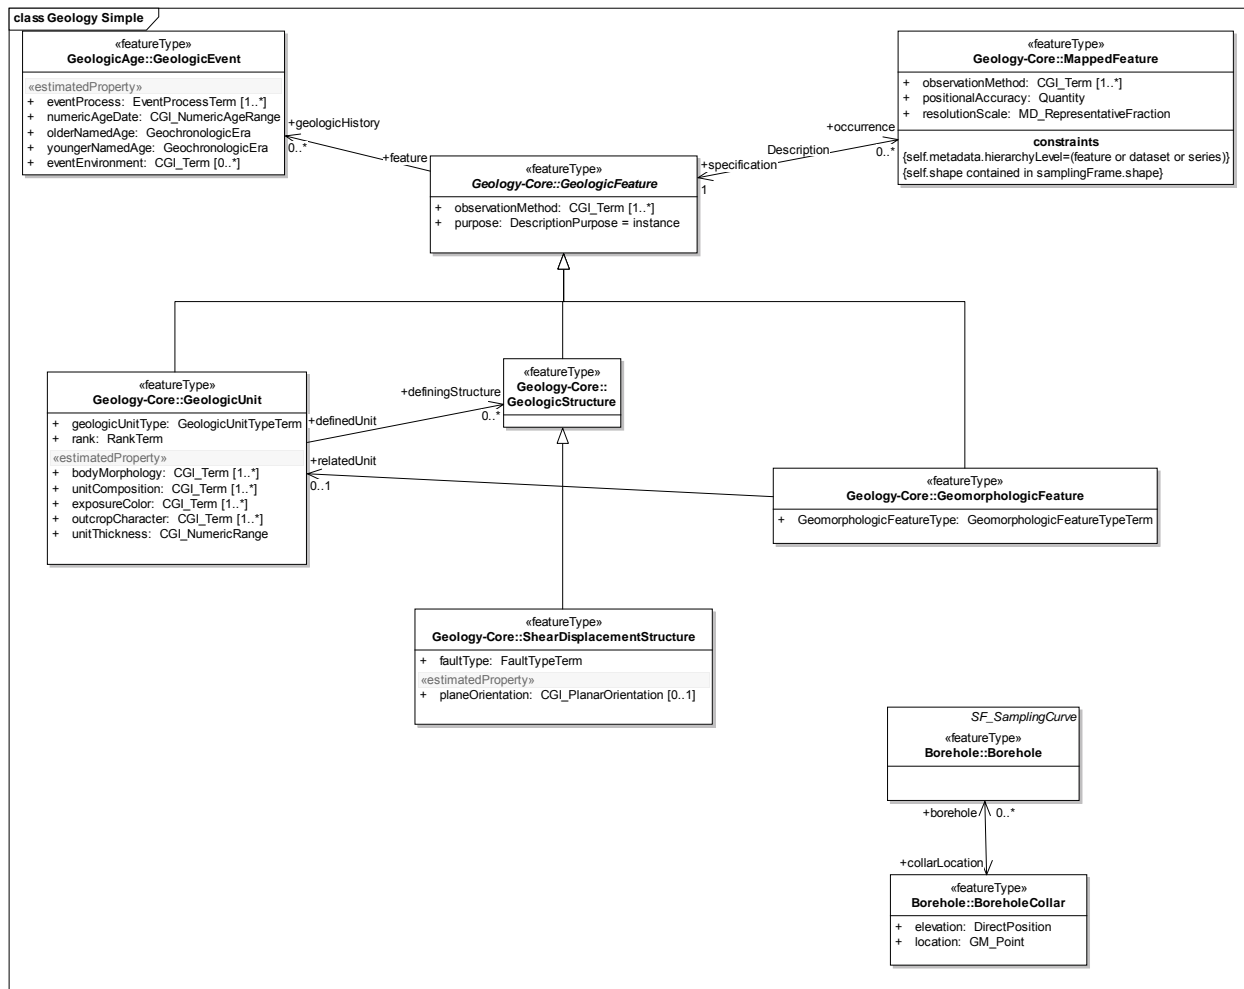 class Geology Simple
«featureType»
GeologicAge::GeologicEvent
«estimatedProperty»
+ eventProcess: EventProcessTerm [1..*]
+ numericAgeDate: CGI_NumericAgeRange
+ olderNamedAge: GeochronologicEra
+ youngerNamedAge: GeochronologicEra
+ eventEnvironment: CGI_Term [0..*]
«featureType»
Geology-Core::MappedFeature
+ observationMethod: CGI_Term [1..*]
+ positionalAccuracy: Quantity
+ resolutionScale: MD_RepresentativeFraction
constraints
{self.metadata.hierarchyLevel=(feature or dataset or series)}
{self.shape contained in samplingFrame.shape}
+geologicHistory
0..*
+feature
+occurrence
0..*
Description
+specification
1
«featureType»
Geology-Core::GeologicFeature
+ observationMethod: CGI_Term [1..*]
+ purpose: DescriptionPurpose = instance
«featureType»
Geology-Core::GeologicUnit
+ geologicUnitType: GeologicUnitTypeTerm
+ rank: RankTerm
«estimatedProperty»
+ bodyMorphology: CGI_Term [1..*]
+ unitComposition: CGI_Term [1..*]
+ exposureColor: CGI_Term [1..*]
+ outcropCharacter: CGI_Term [1..*]
+ unitThickness: CGI_NumericRange
+definingStructure
0..*
+definedUnit
«featureType»
Geology-Core::
GeologicStructure
+relatedUnit
0..1
«featureType»
Geology-Core::GeomorphologicFeature
+ GeomorphologicFeatureType: GeomorphologicFeatureTypeTerm
«featureType»
Geology-Core::ShearDisplacementStructure
+ faultType: FaultTypeTerm
«estimatedProperty»
+ planeOrientation: CGI_PlanarOrientation [0..1]
SF_SamplingCurve
«featureType»
Borehole::Borehole
+borehole
0..*
+collarLocation
«featureType»
Borehole::BoreholeCollar
+ elevation: DirectPosition
+ location: GM_Point